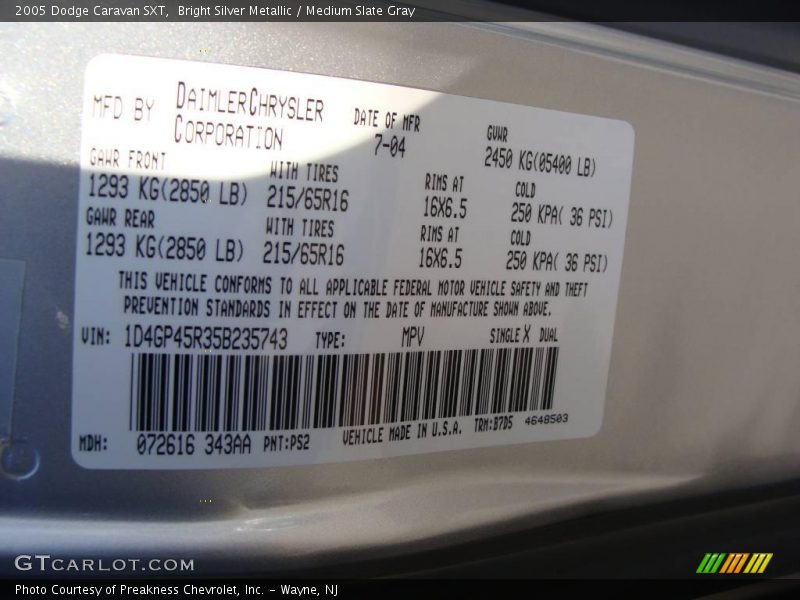 2005 Dodge Caravan SXT, Bright Silver Metallic / Medium Slate Gray
MFD BY DAIMLERCHRYSLER CORPORATION
DATE OF MFR 7-04
GVWR 2450 KG(05400 LB)
GAWR FRONT WITH TIRES RIMS AT COLD
1293 KG(2850 LB) 215/65R16 16X6.5 250 KPA( 36 PSI)
GAWR REAR WITH TIRES RIMS AT COLD
1293 KG(2850 LB) 215/65R16 16X6.5 250 KPA( 36 PSI)
THIS VEHICLE CONFORMS TO ALL APPLICABLE FEDERAL MOTOR VEHICLE SAFETY AND THEFT
PREVENTION STANDARDS IN EFFECT ON THE DATE OF MANUFACTURE SHOWN ABOVE.
VIN: 1D4GP45R35B235743 TYPE: MPV SINGLE X DUAL
MDH: 072616 343AA PNT:PS2 VEHICLE MADE IN U.S.A. TRM:B7D5 4648503
GTCARLOT.COM
Photo Courtesy of Preakness Chevrolet, Inc. - Wayne, NJ